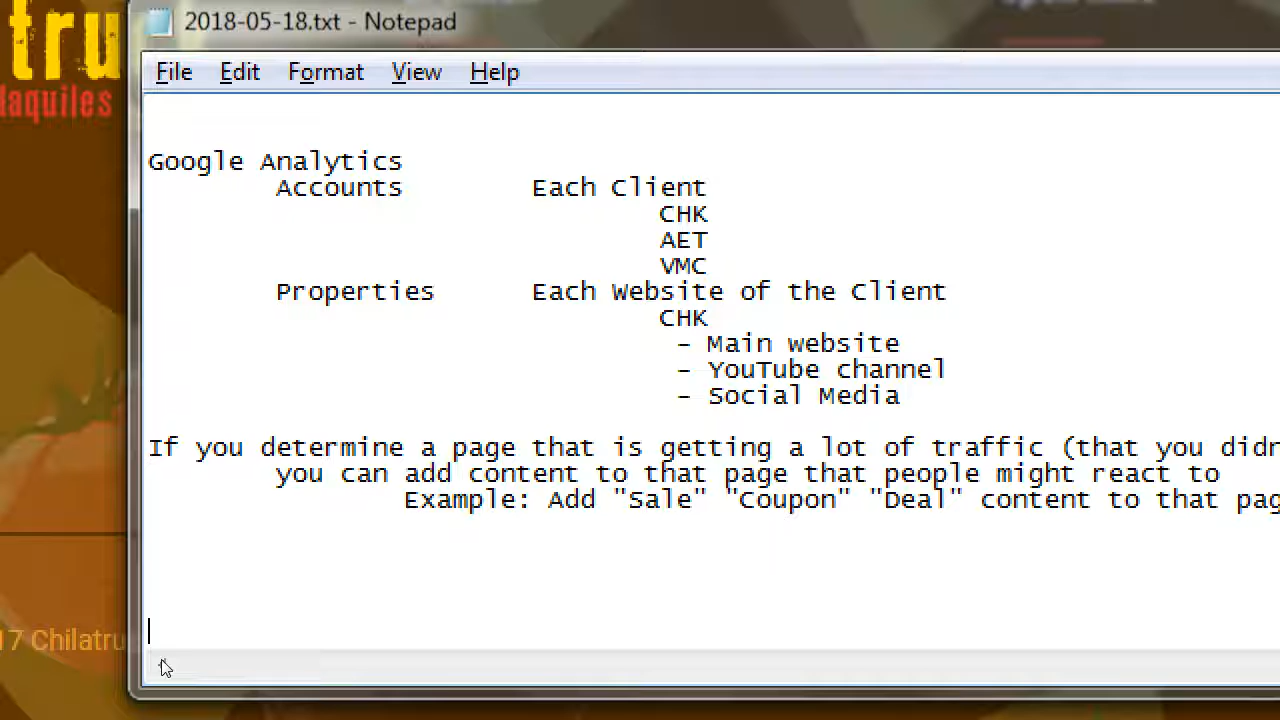 tru
laquiles
2018-05-18.txt - Notepad
File Edit Format View Help
Google Analytics
Accounts Each Client
CHK
AET
VMC
Properties Each Website of the Client
CHK
- Main website
- YouTube channel
- Social Media
If you determine a page that is getting a lot of traffic (that you didn
you can add content to that page that people might react to
Example: Add "Sale" "Coupon" "Deal" content to that pag
17 Chilatru